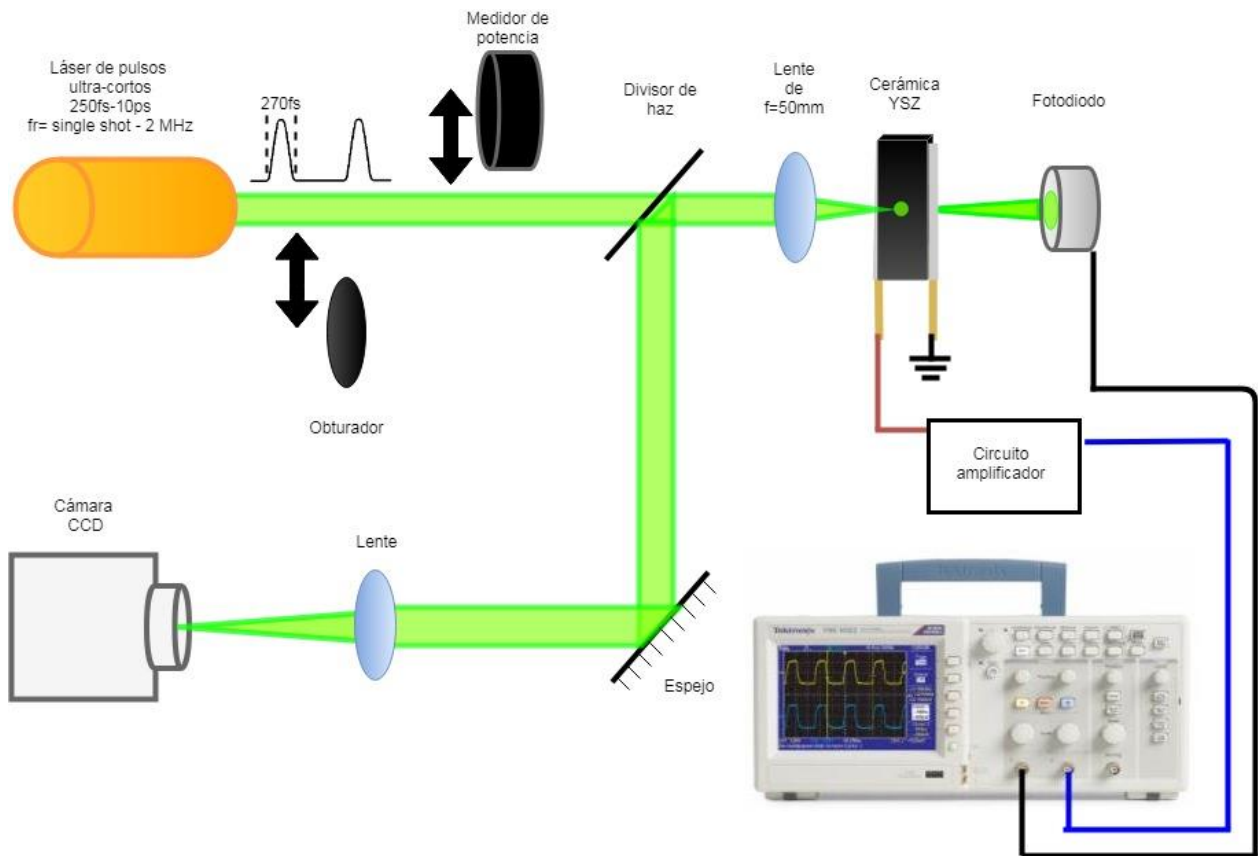 Medidor de
potencia
Láser de pulsos
ultra-cortos
250fs-10ps
fr= single shot - 2 MHz
270fs
Divisor de
haz
Lente
de
f=50mm
Cerámica
YSZ
Fotodiodo
Obturador
Circuito
amplificador
Cámara
CCD
Lente
Espejo
Tektronix